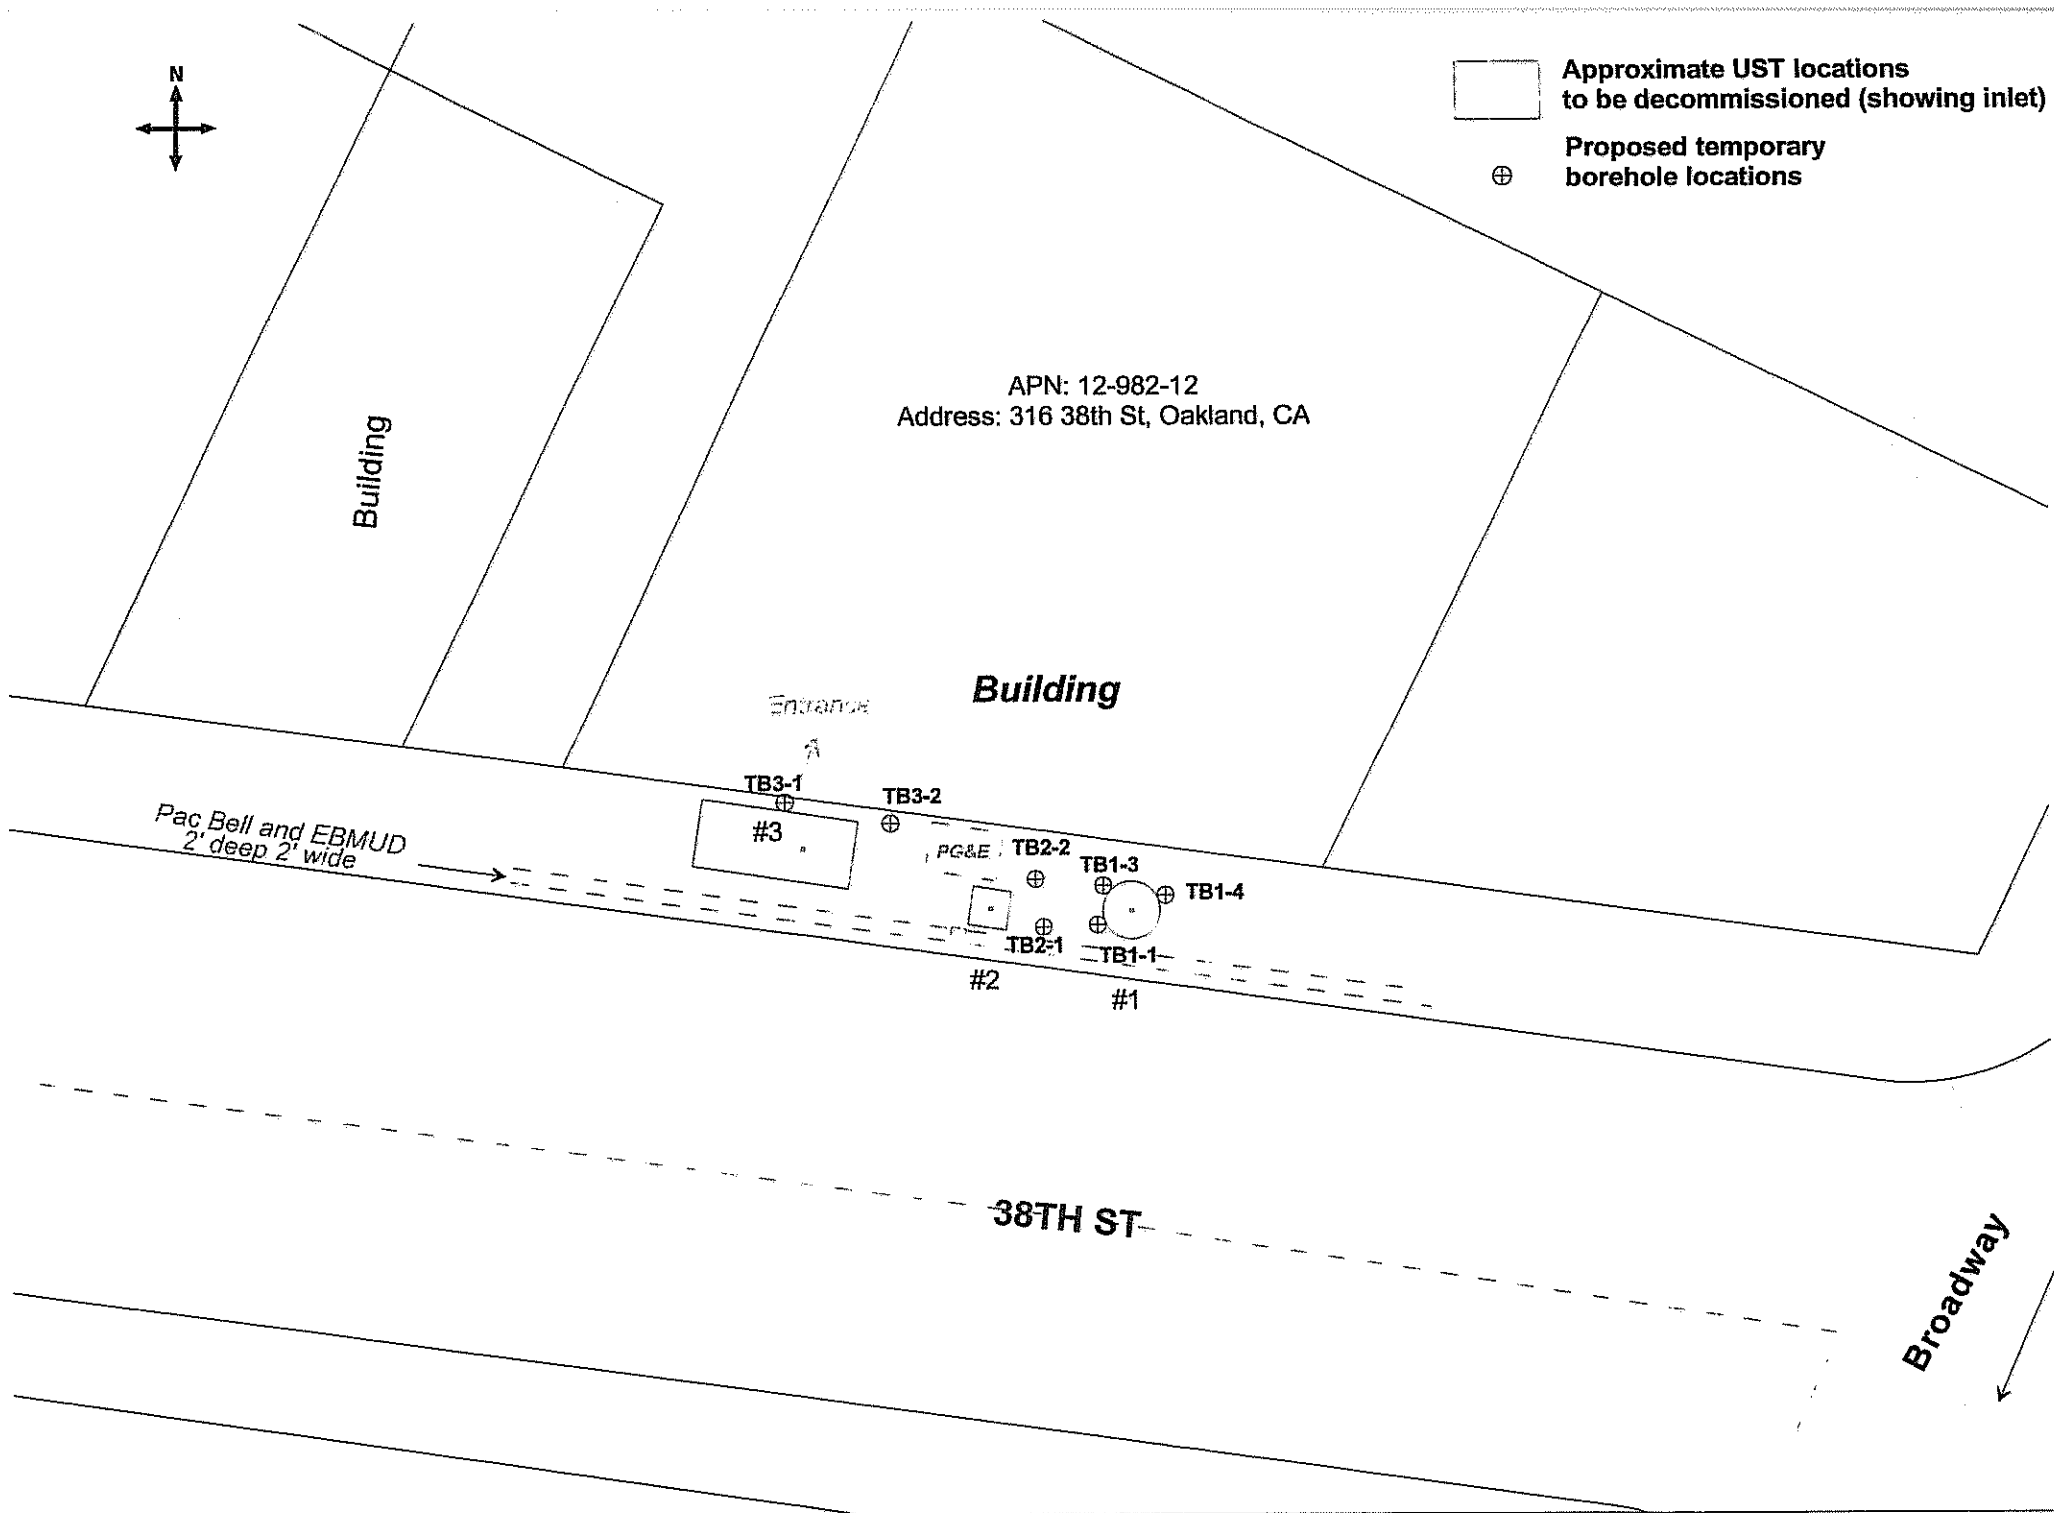 N
Approximate UST locations
to be decommissioned (showing inlet)
Proposed temporary
borehole locations
APN: 12-982-12
Address: 316 38th St, Oakland, CA
Building
Building
Entrance
TB3-1
TB3-2
#3
Pac Bell and EBMUD
2' deep 2' wide
PG&E
TB2-2
TB1-3
TB1-4
TB2-1
TB1-1
#2
#1
38TH ST
Broadway